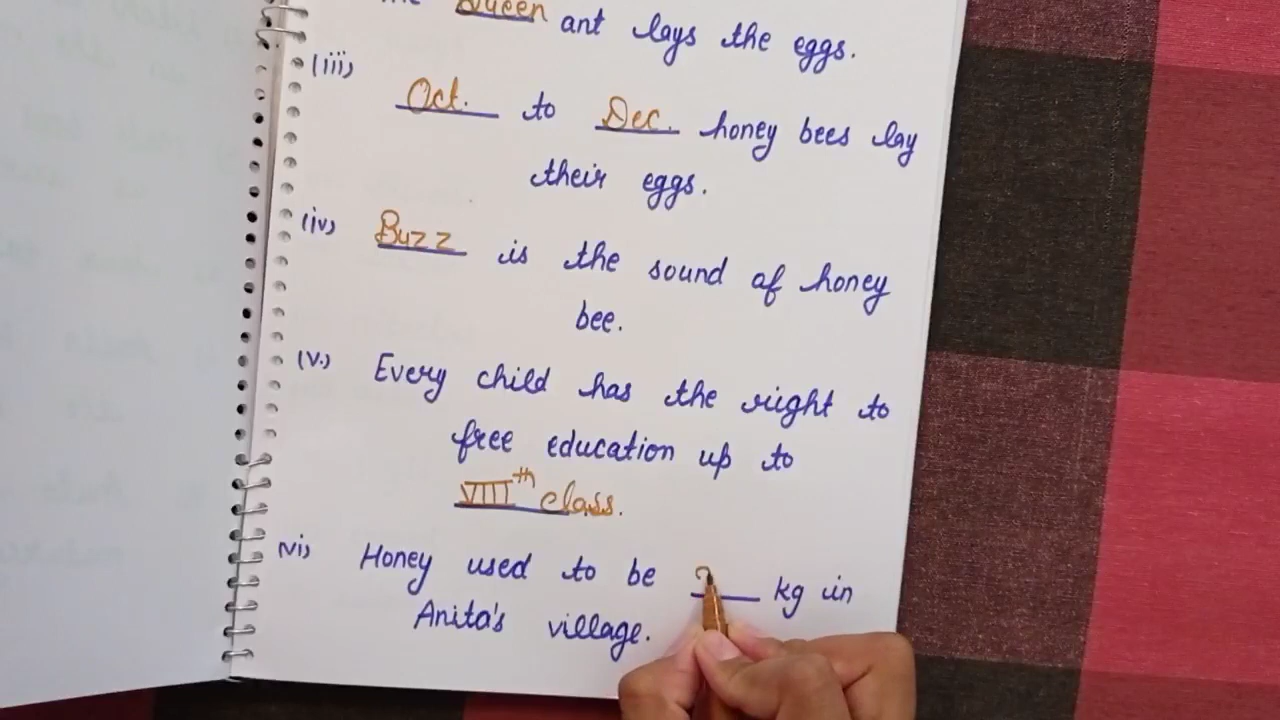 Queen ant lays the eggs.
(iii) Oct. to Dec. honey bees lay
their eggs.
(iv) Buzz is the sound of honey
bee.
(v.) Every child has the right to
free education up to
VIIIth class.
vi) Honey used to be kg in
Anita's village.